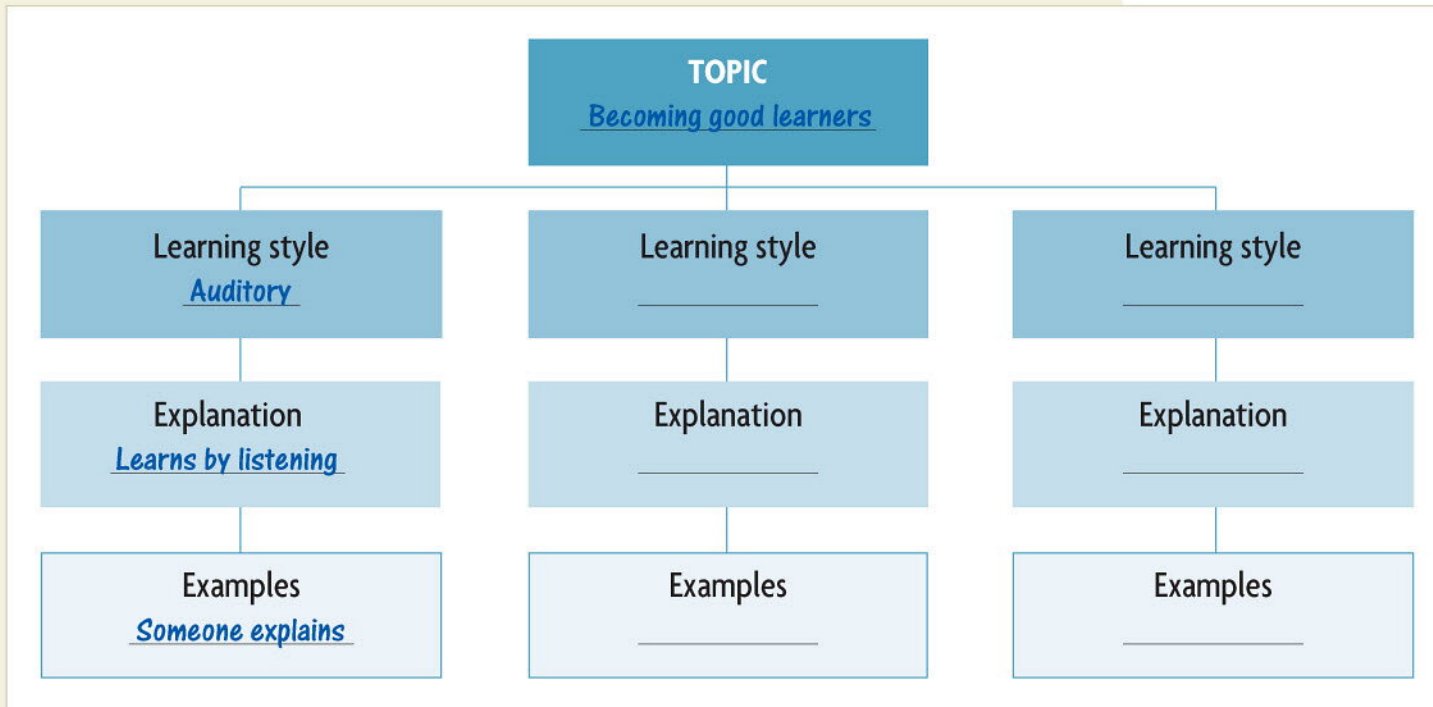 TOPIC
Becoming good learners
Learning style
Auditory
Learning style
Learning style
Explanation
Learns by listening
Explanation
Explanation
Examples
Someone explains
Examples
Examples